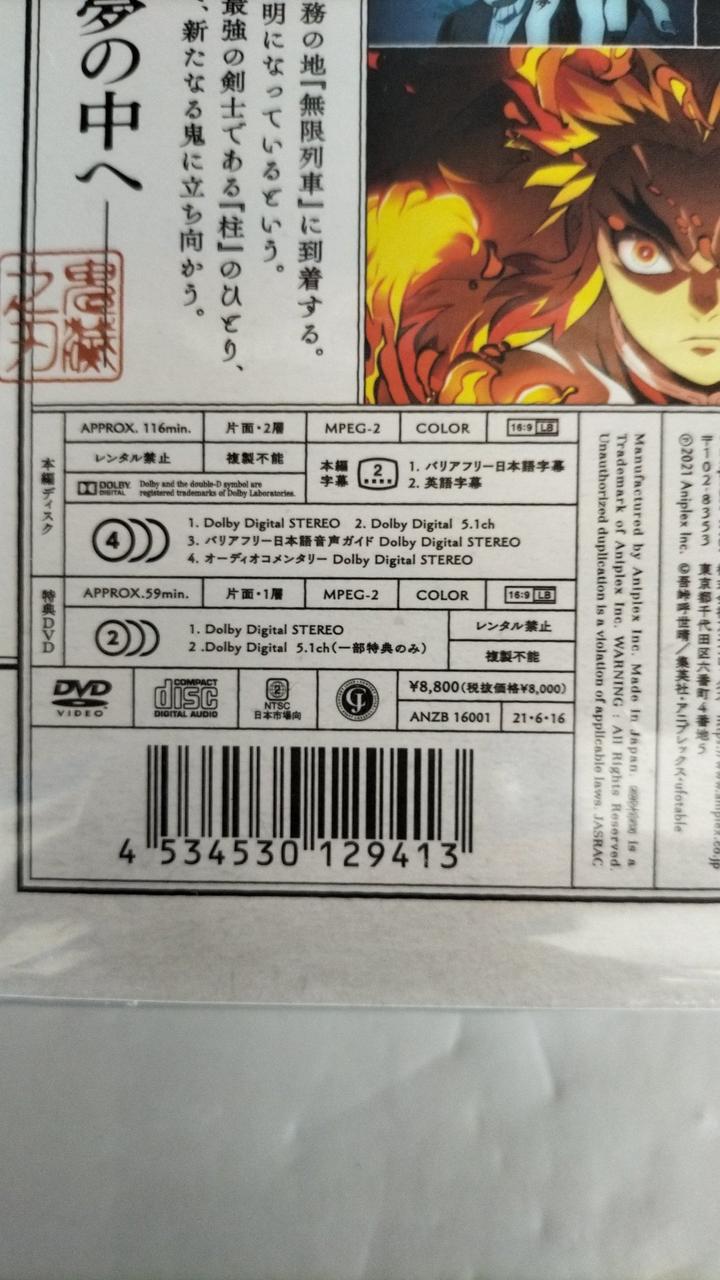 務の地『無限列車』に到着する。
明になっているという。
最強の剣士である『柱』のひとり、
、新たなる鬼に立ち向かう。
夢の中へ――
滅
之刃
本編ディスク
APPROX. 116min.
片面・2層
MPEG-2
COLOR
16:9 LB
レンタル禁止
複製不能
DOLBY DIGITAL
Dolby and the double-D symbol are
registered trademarks of Dolby Laboratories.
本編
字幕
2
1. バリアフリー日本語字幕
2. 英語字幕
4
1. Dolby Digital STEREO 2. Dolby Digital 5.1ch
3. バリアフリー日本語音声ガイド Dolby Digital STEREO
4. オーディオコメンタリー Dolby Digital STEREO
特典DVD
APPROX.59min.
片面・1層
MPEG-2
COLOR
16:9 LB
2
1. Dolby Digital STEREO
2 .Dolby Digital 5.1ch(一部特典のみ)
レンタル禁止
複製不能
DVD
VIDEO
COMPACT
disc
DIGITAL AUDIO
2
NTSC
日本市場向
¥8,800(税抜価格¥8,000)
ANZB 16001
21・6・16
4 534530 129413
Manufactured by Aniplex Inc. Made in Japan. is a
Trademark of Aniplex Inc. WARNING : All Rights Reserved.
Unauthorized duplication is a violation of applicable laws. JASRAC
〒102-8353 東京都千代田区六番町4番地5
Ⓟ2021 Aniplex Inc. ©吾峠呼世晴／集英社・アニプレックス・ufotable